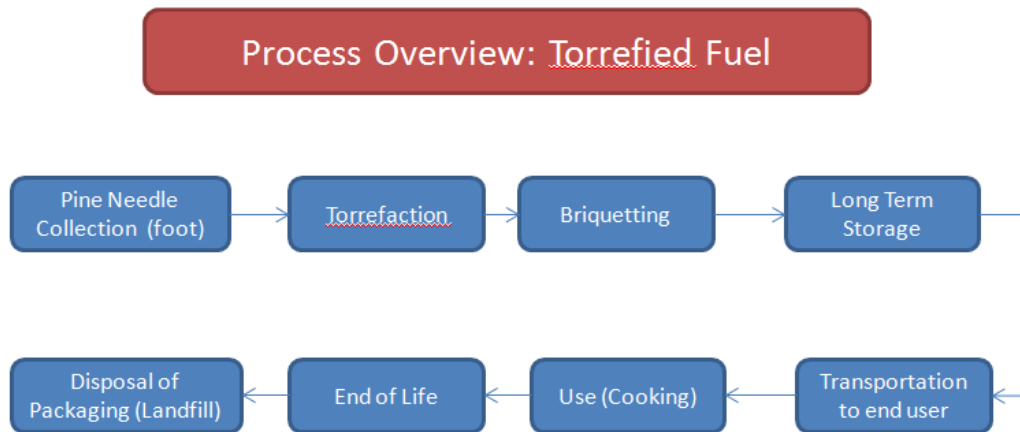 Process Overview: Torrefied Fuel
Pine Needle
Collection (foot)
Torrefaction
Briquetting
Long Term
Storage
Transportation
to end user
Use (Cooking)
End of Life
Disposal of
Packaging (Landfill)